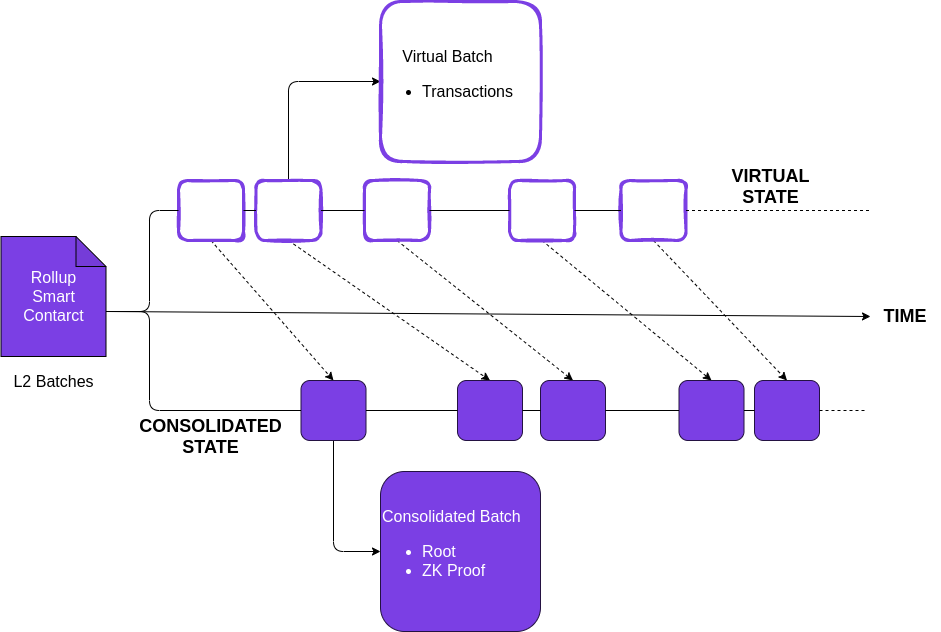 Virtual Batch
• Transactions
VIRTUAL
STATE
Rollup
Smart
Contarct
TIME
L2 Batches
CONSOLIDATED
STATE
Consolidated Batch
• Root
• ZK Proof